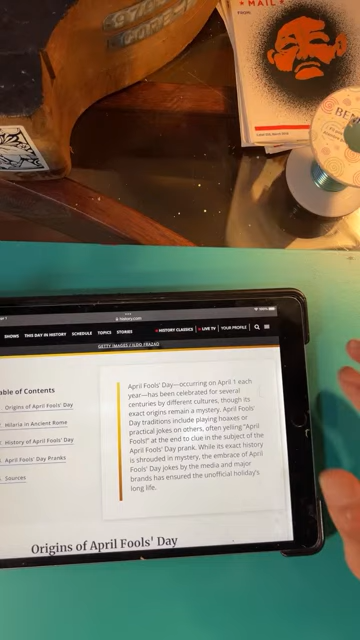 MAIL
FROM:
BEN
history.com
SHOWS THIS DAY IN HISTORY SCHEDULE TOPICS STORIES HISTORY CLASSICS LIVE TV YOUR PROFILE
GETTY IMAGES / ILDO FRAZAO
able of Contents
Origins of April Fools' Day
Hilaria in Ancient Rome
History of April Fools' Day
April Fools' Day Pranks
Sources
April Fools' Day—occurring on April 1 each
year—has been celebrated for several
centuries by different cultures, though its
exact origins remain a mystery. April Fools'
Day traditions include playing hoaxes or
practical jokes on others, often yelling "April
Fools!" at the end to clue in the subject of the
April Fools' Day prank. While its exact history
is shrouded in mystery, the embrace of April
Fools' Day jokes by the media and major
brands has ensured the unofficial holiday's
long life.
Origins of April Fools' Day